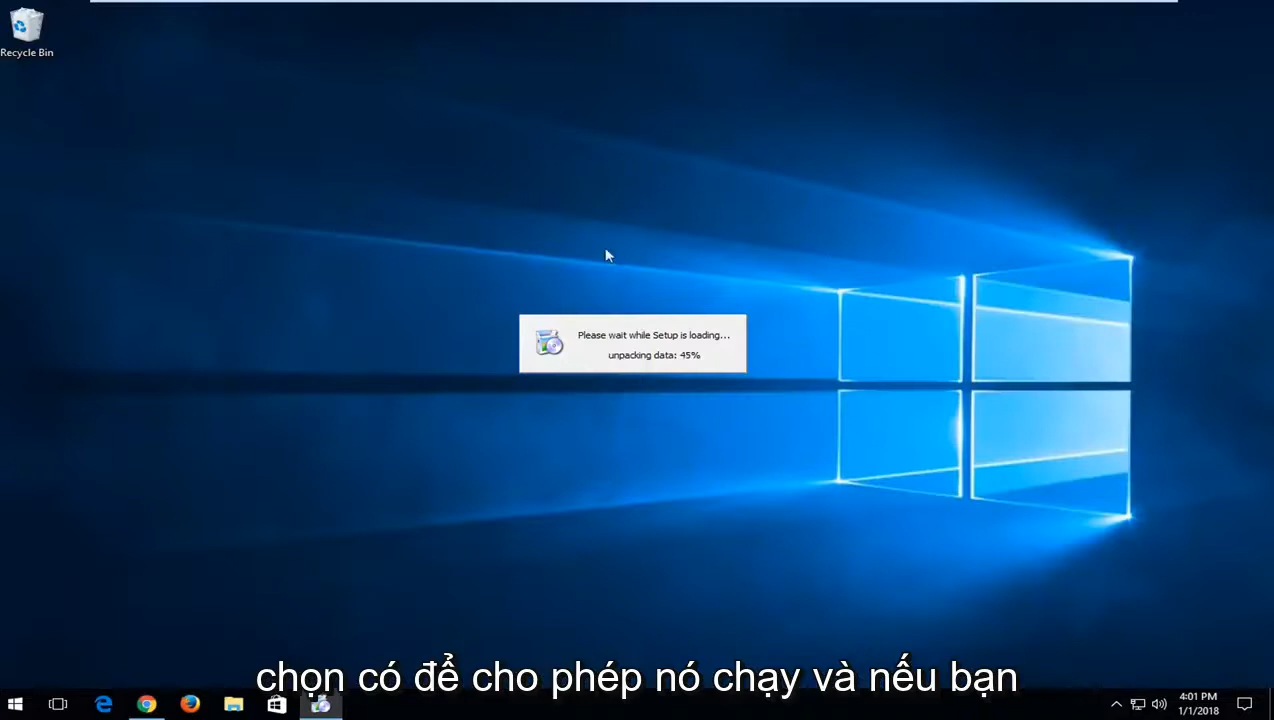 Recycle Bin
Please wait while Setup is loading...
unpacking data: 45%
chọn có để cho phép nó chạy và nếu bạn
4:01 PM
1/1/2018